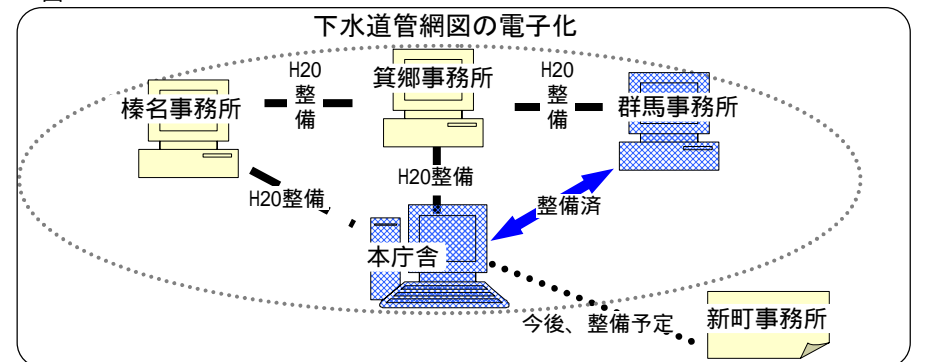 下水道管網図の電子化
H20
整
備
箕郷事務所
H20
整
備
榛名事務所
群馬事務所
H20整備
H20整備
整備済
本庁舎
今後、整備予定
新町事務所